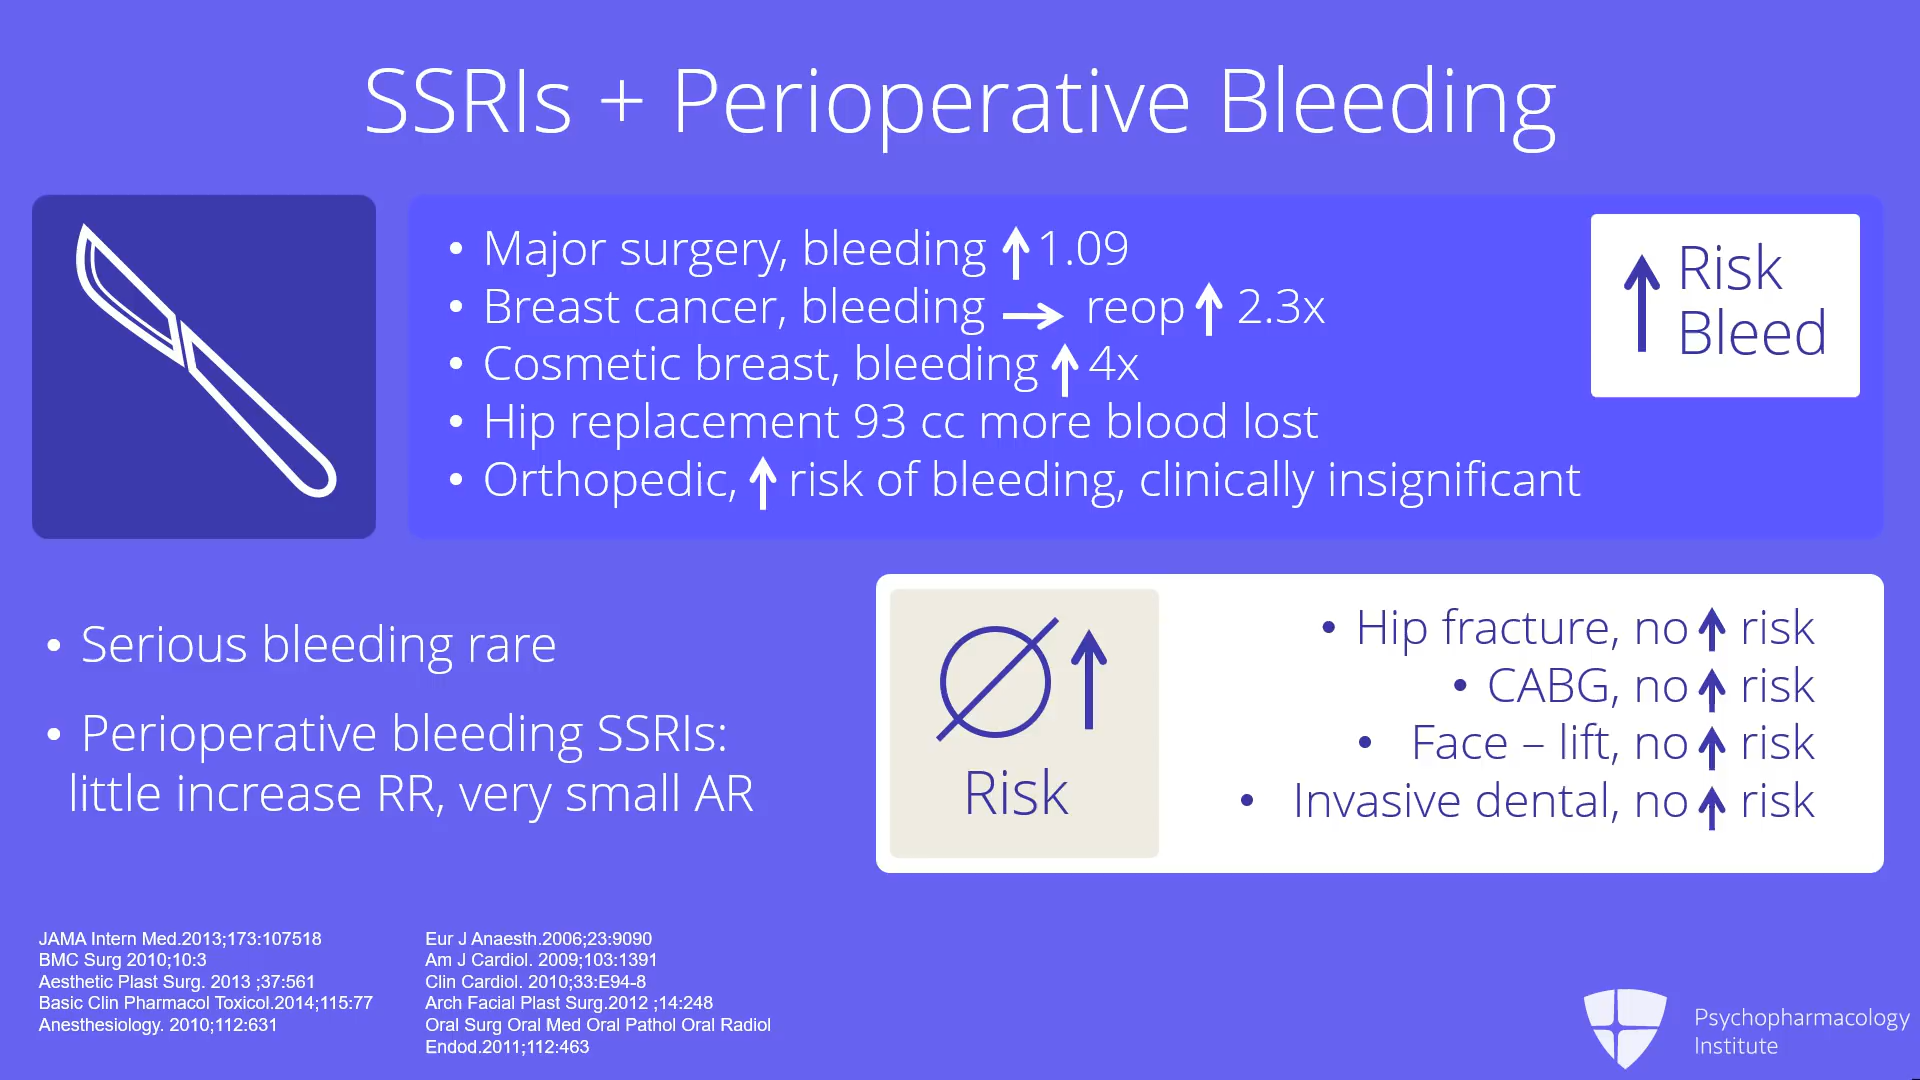 SSRIs + Perioperative Bleeding
• Major surgery, bleeding ↑ 1.09
• Breast cancer, bleeding → reop ↑ 2.3x
• Cosmetic breast, bleeding ↑ 4x
• Hip replacement 93 cc more blood lost
• Orthopedic, ↑ risk of bleeding, clinically insignificant
↑ Risk
Bleed
• Serious bleeding rare
• Perioperative bleeding SSRIs:
little increase RR, very small AR
∅ ↑
Risk
• Hip fracture, no ↑ risk
• CABG, no ↑ risk
• Face – lift, no ↑ risk
• Invasive dental, no ↑ risk
JAMA Intern Med.2013;173:107518
BMC Surg 2010;10:3
Aesthetic Plast Surg. 2013 ;37:561
Basic Clin Pharmacol Toxicol.2014;115:77
Anesthesiology. 2010;112:631
Eur J Anaesth.2006;23:9090
Am J Cardiol. 2009;103:1391
Clin Cardiol. 2010;33:E94-8
Arch Facial Plast Surg.2012 ;14:248
Oral Surg Oral Med Oral Pathol Oral Radiol
Endod.2011;112:463
Psychopharmacology
Institute